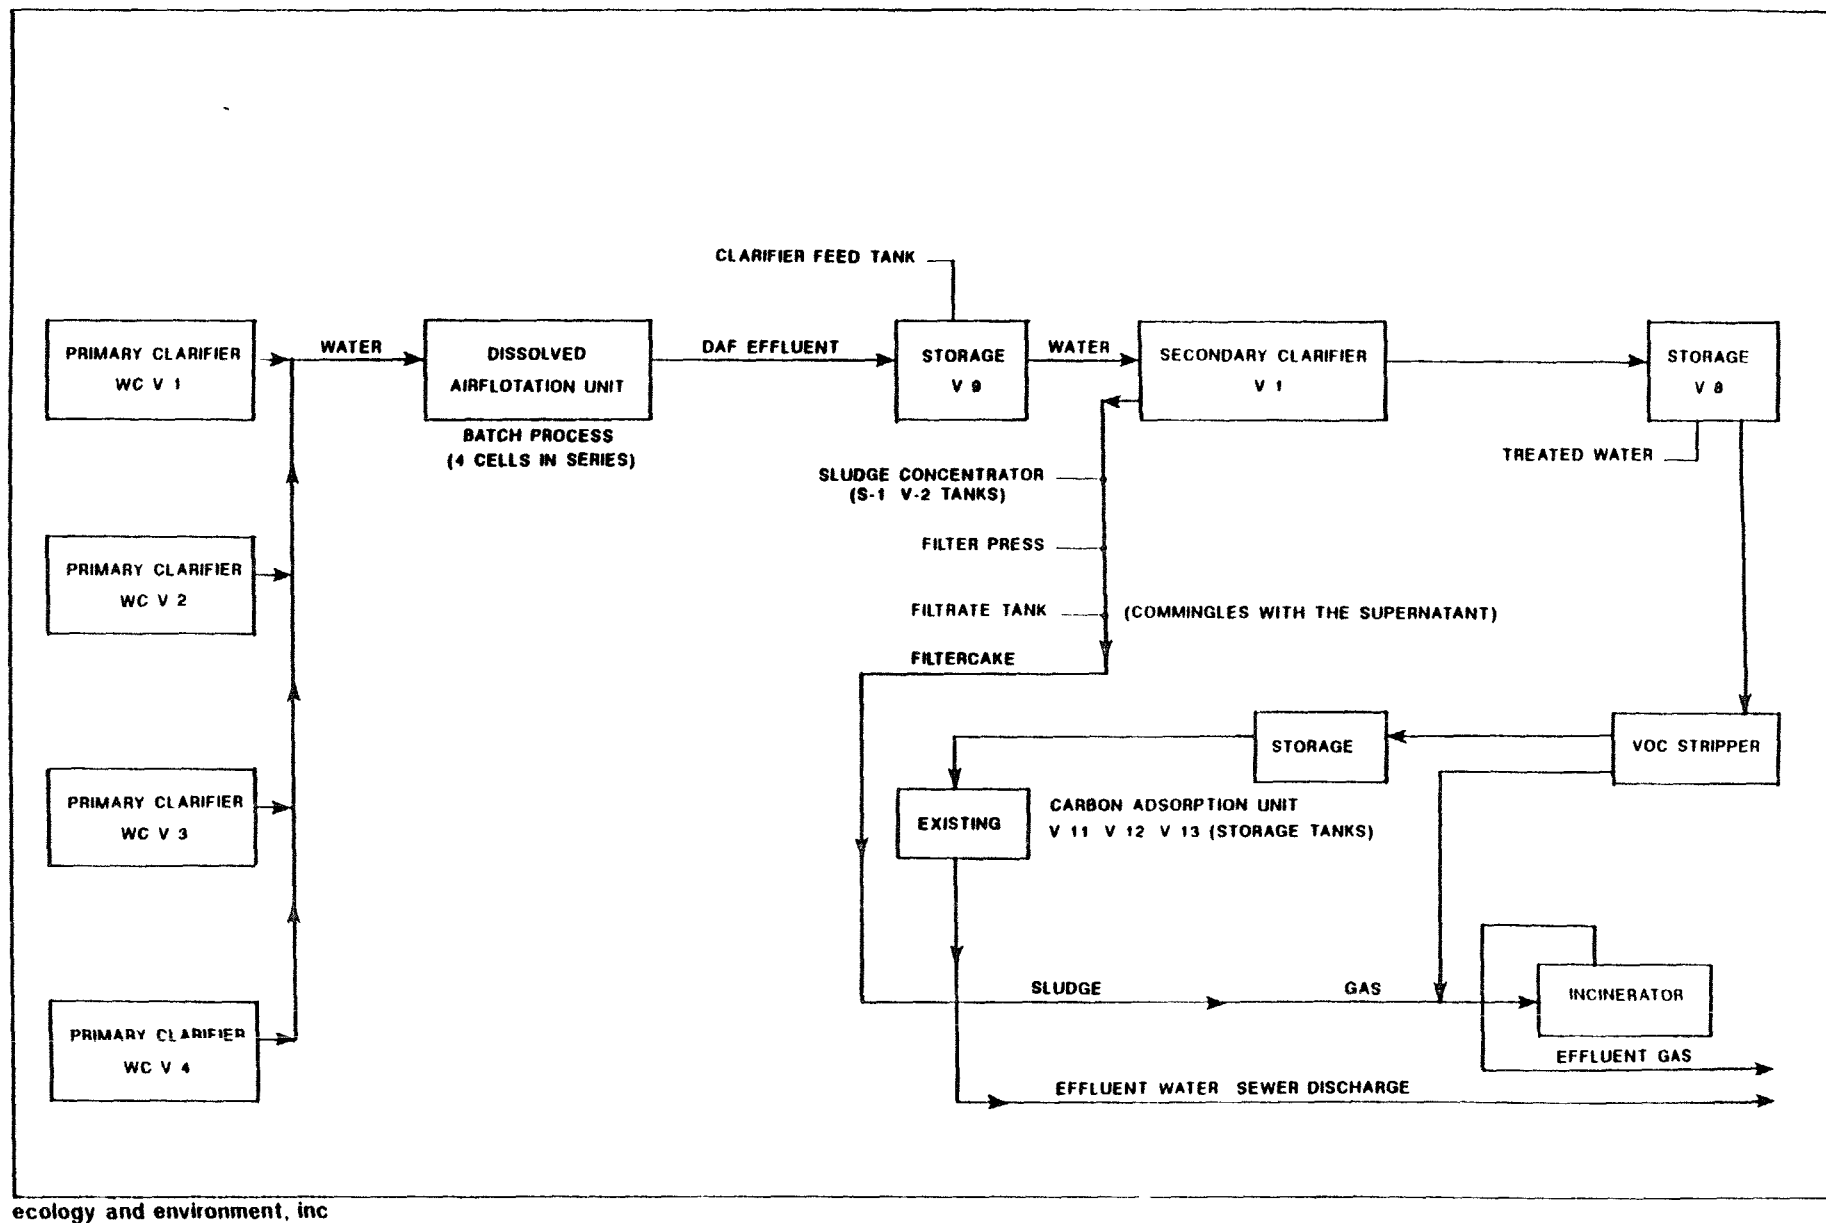 CLARIFIER FEED TANK
PRIMARY CLARIFIER
WC V 1
WATER
DISSOLVED
AIRFLOTATION UNIT
BATCH PROCESS
(4 CELLS IN SERIES)
DAF EFFLUENT
STORAGE
V 9
WATER
SECONDARY CLARIFIER
V 1
STORAGE
V 8
TREATED WATER
SLUDGE CONCENTRATOR
(S-1 V-2 TANKS)
FILTER PRESS
FILTRATE TANK
(COMMINGLES WITH THE SUPERNATANT)
FILTERCAKE
PRIMARY CLARIFIER
WC V 2
PRIMARY CLARIFIER
WC V 3
PRIMARY CLARIFIER
WC V 4
STORAGE
VOC STRIPPER
EXISTING
CARBON ADSORPTION UNIT
V 11 V 12 V 13 (STORAGE TANKS)
SLUDGE
GAS
INCINERATOR
EFFLUENT GAS
EFFLUENT WATER SEWER DISCHARGE
ecology and environment, inc